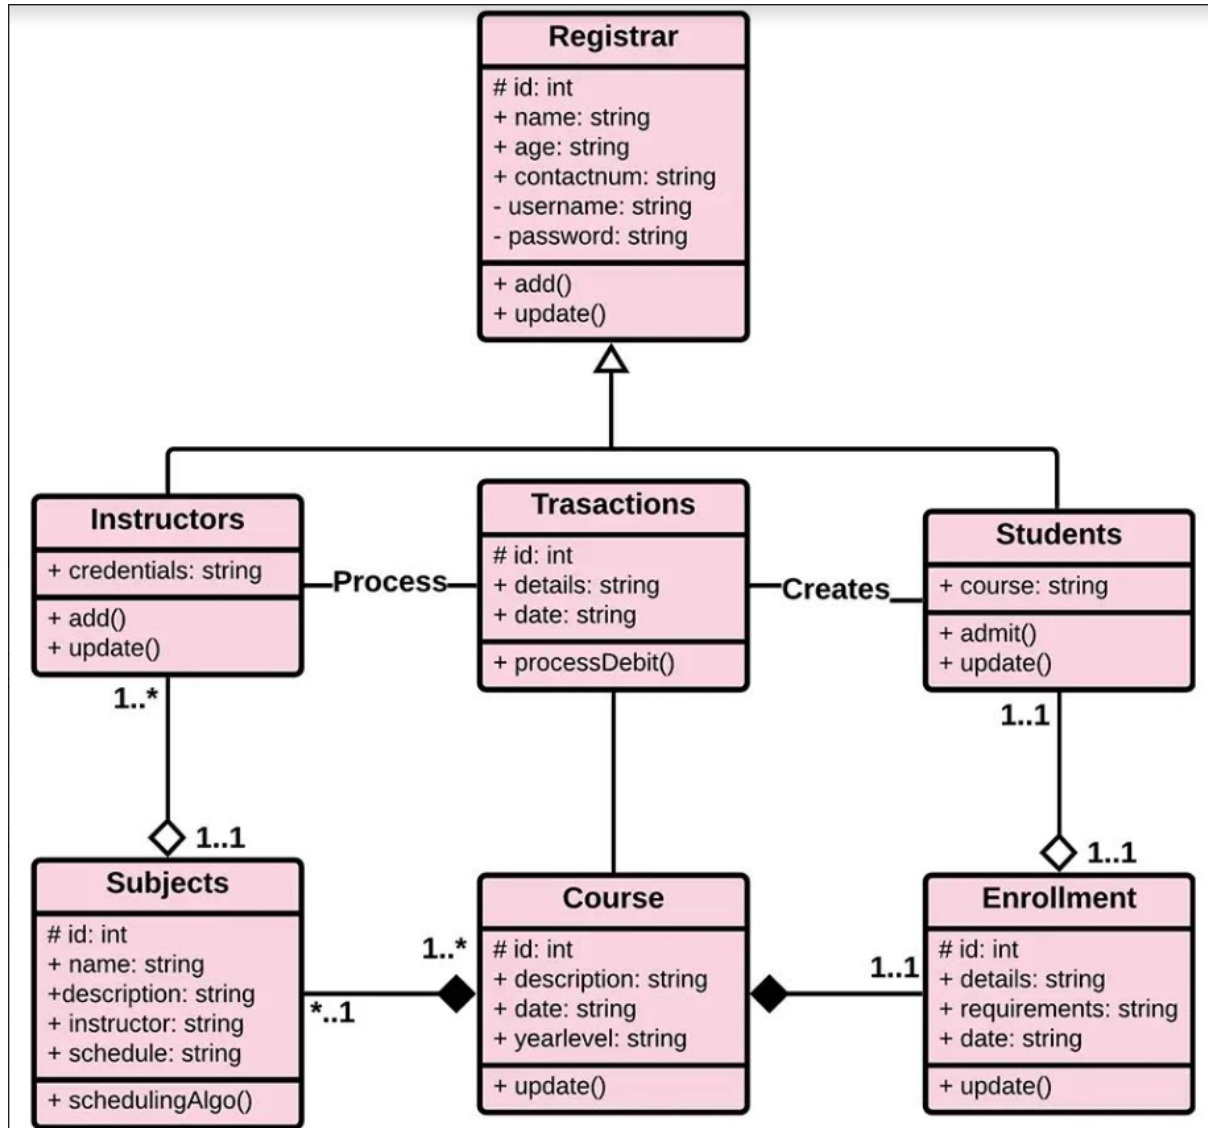 Registrar
# id: int
+ name: string
+ age: string
+ contactnum: string
- username: string
- password: string
+ add()
+ update()
Instructors
+ credentials: string
+ add()
+ update()
Process
Trasactions
# id: int
+ details: string
+ date: string
+ processDebit()
Creates
Students
+ course: string
+ admit()
+ update()
1..*
1..1
1..1
1..1
Subjects
# id: int
+ name: string
+description: string
+ instructor: string
+ schedule: string
+ schedulingAlgo()
1..*
*..1
Course
# id: int
+ description: string
+ date: string
+ yearlevel: string
+ update()
1..1
Enrollment
# id: int
+ details: string
+ requirements: string
+ date: string
+ update()